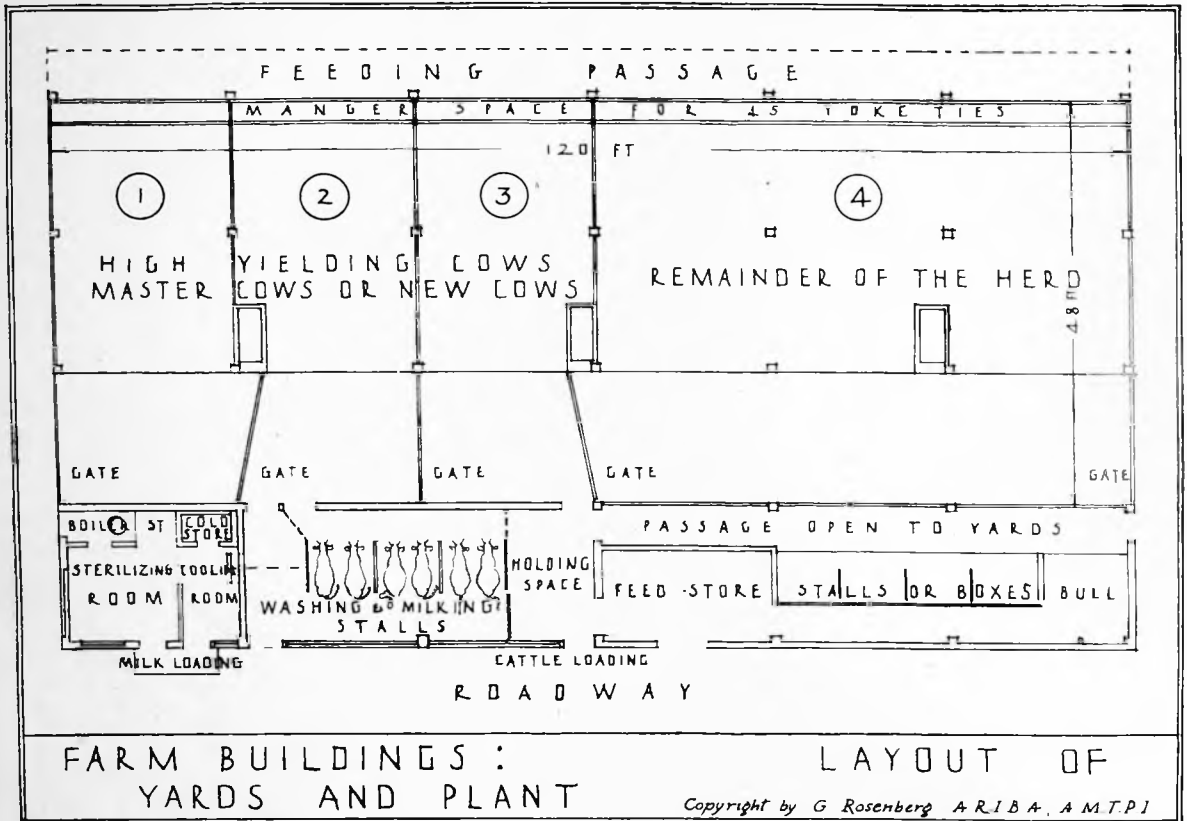 FEEDING PASSAGE
MANGER SPACE FOR 45 YOKE TIES
120 FT
1 2 3 4
HIGH YIELDING COWS
MASTER COWS OR NEW COWS
REMAINDER OF THE HERD
48 FT
GATE GATE GATE GATE GATE
BOILER ST COLD STORE
PASSAGE OPEN TO YARDS
STERILIZING ROOM
COOLING ROOM
WASHING & MILKING STALLS
HOLDING SPACE
FEED-STORE
STALLS OR BOXES
BULL
MILK LOADING
CATTLE LOADING
ROADWAY
FARM BUILDINGS: LAYOUT OF
YARDS AND PLANT
Copyright by G Rosenberg A.R.I.B.A., A.M.T.P.I